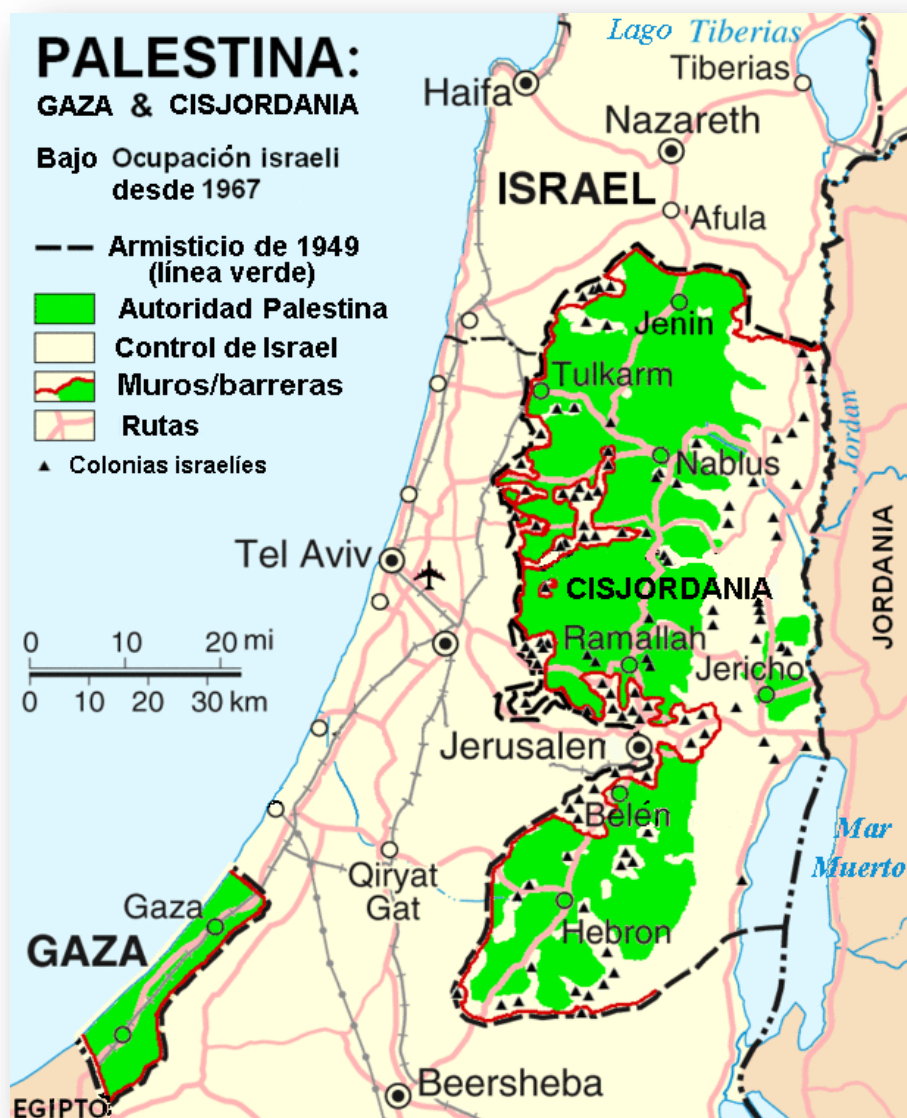 PALESTINA:
GAZA & CISJORDANIA
Bajo Ocupación israeli
desde 1967
Armisticio de 1949
(línea verde)
Autoridad Palestina
Control de Israel
Muros/barreras
Rutas
Colonias israelíes
Lago Tiberias
Tiberias
Haifa
Nazareth
ISRAEL
'Afula
Jenin
Tulkarm
Jordan
Nablus
Tel Aviv
CISJORDANIA
JORDANIA
0 10 20 mi
0 10 20 30 km
Ramallah
Jericho
Jerusalen
Belén
Mar
Muerto
Qiryat
Gat
Gaza
GAZA
Hebron
Beersheba
EGIPTO